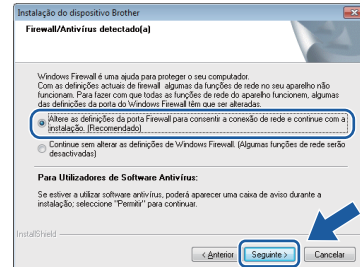 Instalação do dispositivo Brother
Firewall/Antivírus detectado(a)
Windows Firewall é uma ajuda para proteger o seu computador.
Com as definições actuais de firewall algumas da funções de rede no seu aparelho não
funcionam. Para fazer com que todas as funções de rede do aparelho funcionem, algumas
das definições da porta do Windows Firewall têm que ser alteradas.
Altere as definições da porta Firewall para consentir a conexão de rede e continue com a
instalação. (Recomendado)
Continue sem alterar as definições de Windows Firewall. (Algumas funções de rede serão
desactivadas)
Para Utilizadores de Software Antivírus:
Se estiver a utilizar software antivírus, poderá aparecer uma caixa de aviso durante a
instalação; seleccione "Permitir" para continuar.
InstallShield
< Anterior
Seguinte >
Cancelar